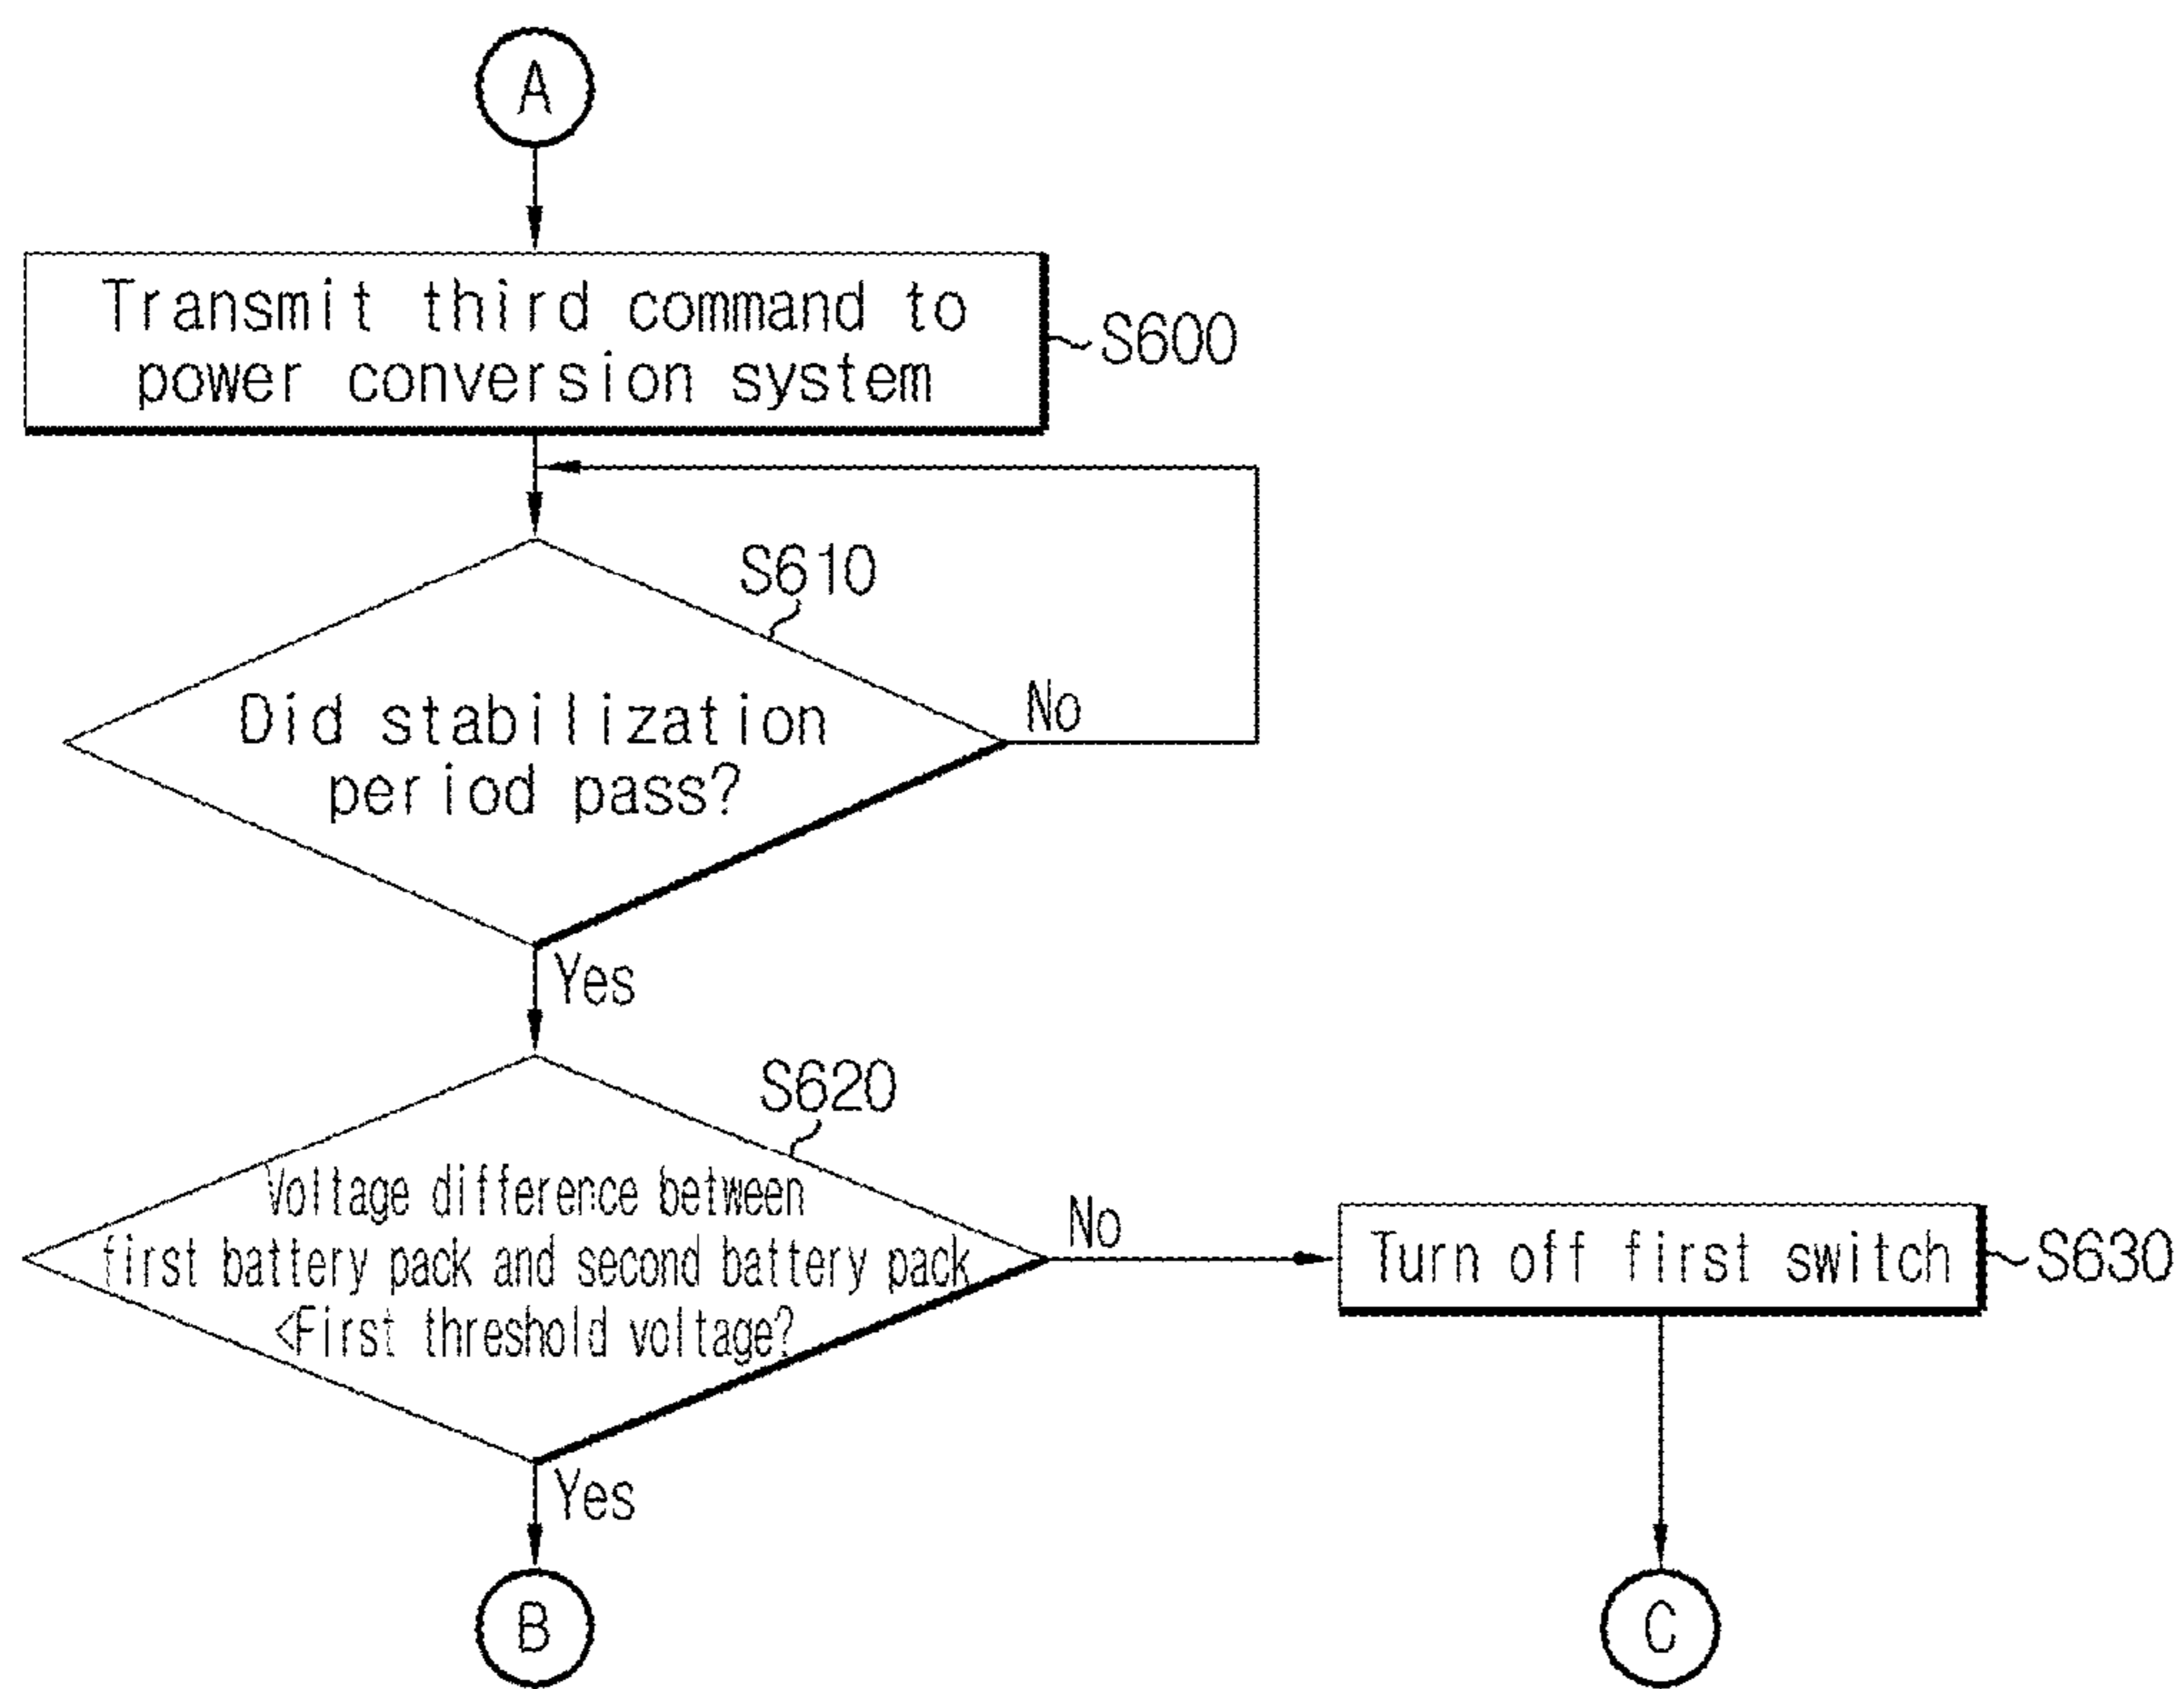 A
Transmit third command to
power conversion system
S600
S610
Did stabilization
period pass?
No
Yes
S620
Voltage difference between
first battery pack and second battery pack
<First threshold voltage?
No
Turn off first switch
S630
Yes
B
C